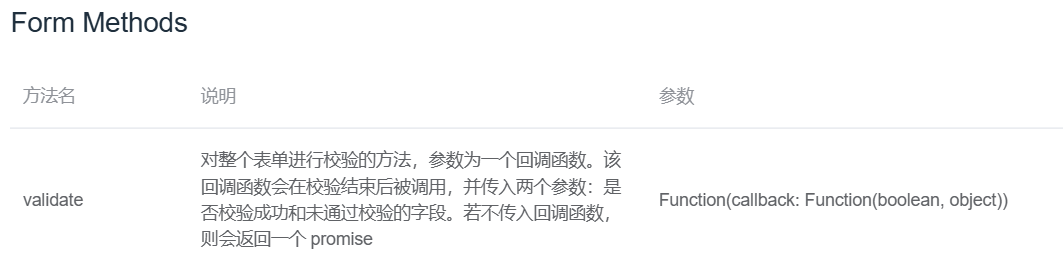 Form Methods
方法名 说明 参数
对整个表单进行校验的方法，参数为一个回调函数。该
回调函数会在校验结束后被调用，并传入两个参数：是
validate
Function(callback: Function(boolean, object))
否校验成功和未通过校验的字段。若不传入回调函数，
则会返回一个 promise